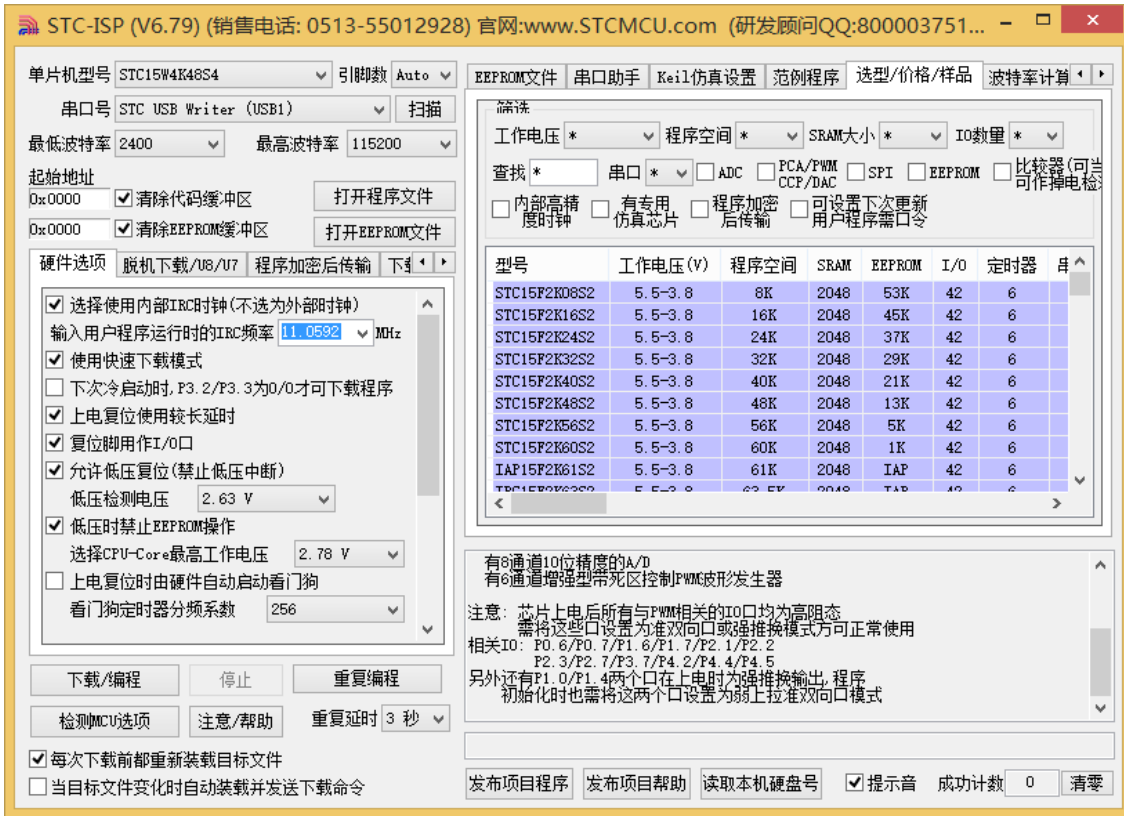 STC-ISP (V6.79) (销售电话: 0513-55012928) 官网:www.STCMCU.com (研发顾问QQ:800003751...
单片机型号 STC15W4K48S4 引脚数 Auto
串口号 STC USB Writer (USB1) 扫描
最低波特率 2400 最高波特率 115200
起始地址
0x0000 清除代码缓冲区 打开程序文件
0x0000 清除EEPROM缓冲区 打开EEPROM文件
硬件选项 脱机下载/U8/U7 程序加密后传输
选择使用内部IRC时钟(不选为外部时钟)
输入用户程序运行时的IRC频率 11.0592 MHz
使用快速下载模式
下次冷启动时,P3.2/P3.3为0/0才可下载程序
上电复位使用较长延时
复位脚用作I/O口
允许低压复位(禁止低压中断)
低压检测电压 2.63 V
低压时禁止EEPROM操作
选择CPU-Core最高工作电压 2.78 V
上电复位时由硬件自动启动看门狗
看门狗定时器分频系数 256
下载/编程 停止 重复编程
检测MCU选项 注意/帮助 重复延时 3 秒
每次下载前都重新装载目标文件
当目标文件变化时自动装载并发送下载命令
EEPROM文件 串口助手 Keil仿真设置 范例程序 选型/价格/样品 波特率计算
筛选
工作电压 * 程序空间 * SRAM大小 * IO数量 *
查找 * 串口 * ADC PCA/PWM CCP/DAC SPI EEPROM 比较器(可当 可作掉电检
内部高精度时钟 有专用仿真芯片 程序加密后传输 可设置下次更新用户程序需口令
型号 工作电压(V) 程序空间 SRAM EEPROM I/O 定时器 串
STC15F2K08S2 5.5-3.8 8K 2048 53K 42 6
STC15F2K16S2 5.5-3.8 16K 2048 45K 42 6
STC15F2K24S2 5.5-3.8 24K 2048 37K 42 6
STC15F2K32S2 5.5-3.8 32K 2048 29K 42 6
STC15F2K40S2 5.5-3.8 40K 2048 21K 42 6
STC15F2K48S2 5.5-3.8 48K 2048 13K 42 6
STC15F2K56S2 5.5-3.8 56K 2048 5K 42 6
STC15F2K60S2 5.5-3.8 60K 2048 1K 42 6
IAP15F2K61S2 5.5-3.8 61K 2048 IAP 42 6
有8通道10位精度的A/D
有6通道增强型带死区控制PWM波形发生器
注意: 芯片上电后所有与PWM相关的IO口均为高阻态
需将这些口设置为准双向口或强推挽模式方可正常使用
相关IO: P0.6/P0.7/P1.6/P1.7/P2.1/P2.2
P2.3/P2.7/P3.7/P4.2/P4.4/P4.5
另外还有P1.0/P1.4两个口在上电时为强推挽输出,程序
初始化时也需将这两个口设置为弱上拉准双向口模式
发布项目程序 发布项目帮助 读取本机硬盘号 提示音 成功计数 0 清零